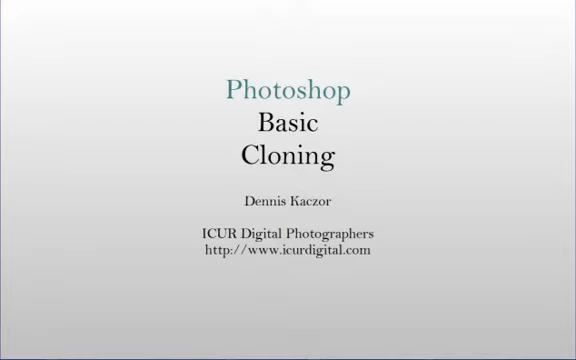 Photoshop
Basic
Cloning
Dennis Kaczor
ICUR Digital Photographers
http://www.icurdigital.com